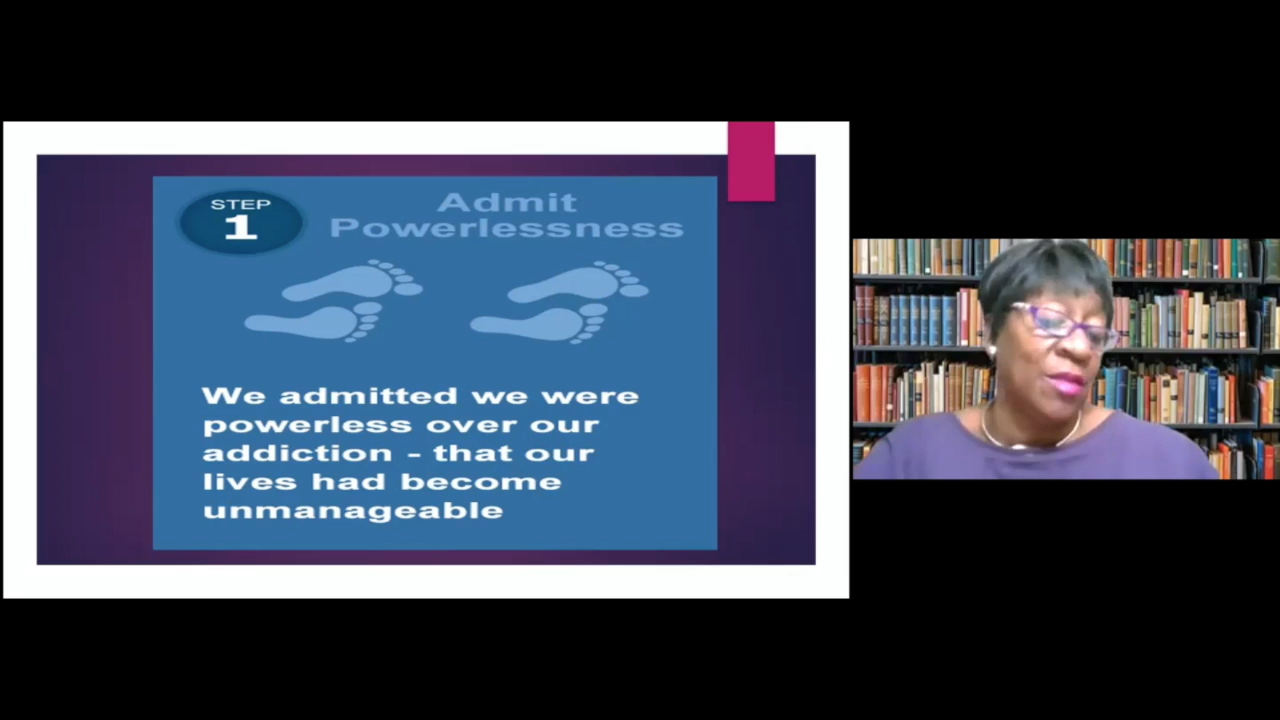 STEP
1
Admit
Powerlessness
We admitted we were
powerless over our
addiction - that our
lives had become
unmanageable